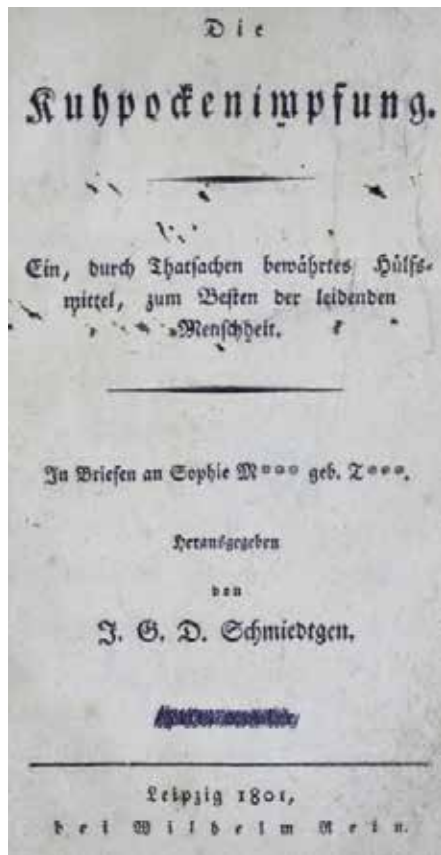 Die
Kuhpockenimpfung.
Ein, durch Thatsachen bewährtes Hülfs-
mittel, zum Besten der leidenden
Menschheit.
In Briefen an Sophie M*** geb. T***.
Herausgegeben
von
J. G. D. Schmiedtgen.
Leipzig 1801,
bei Wilhelm Rein.